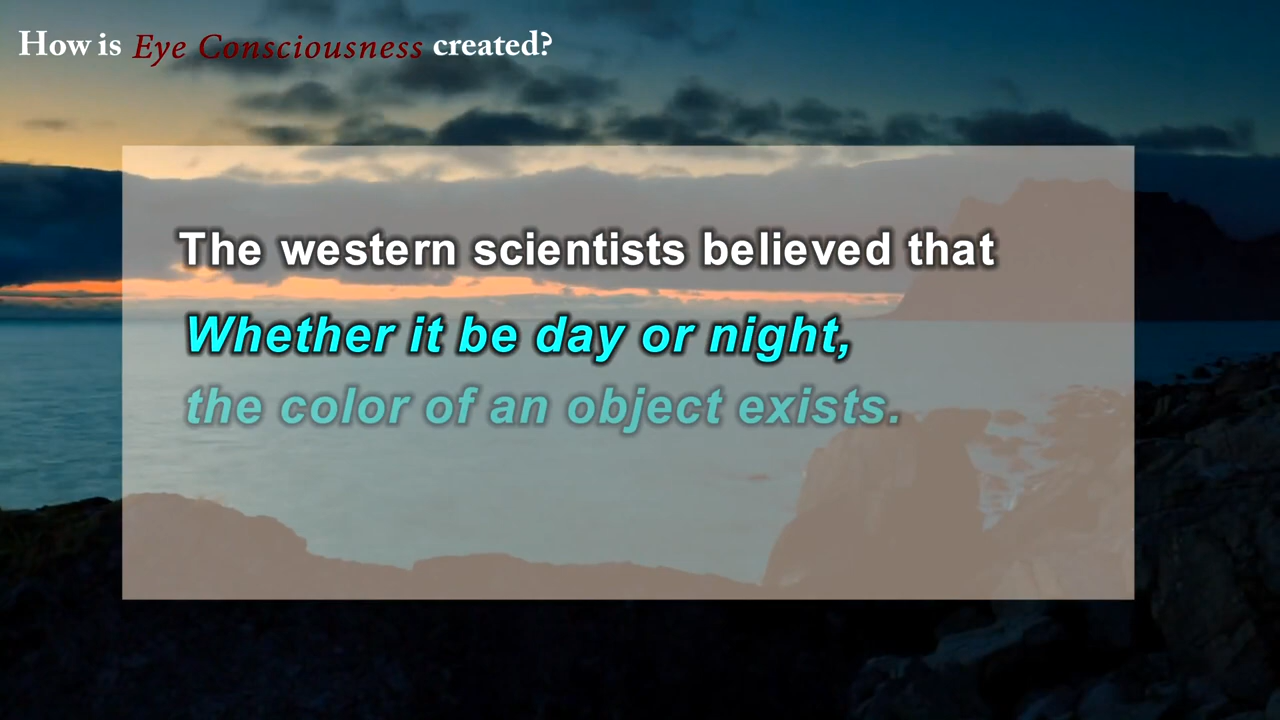 How is Eye Consciousness created?
The western scientists believed that
Whether it be day or night,
the color of an object exists.